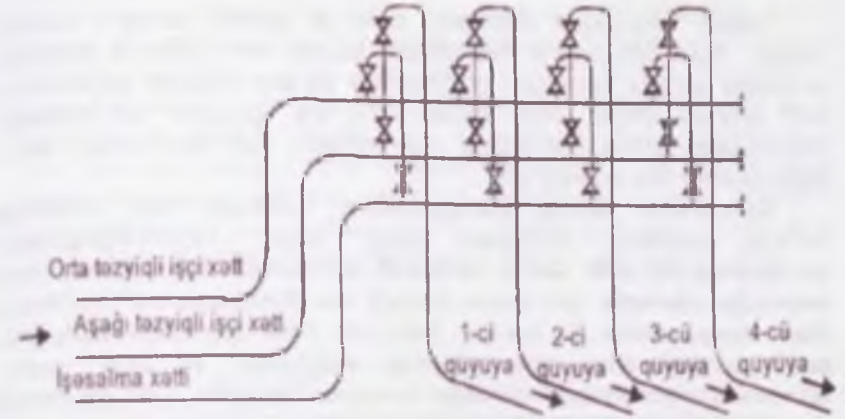 Orta təzyiqli işçi xətt
Aşağı təzyiqli işçi xətt
İşəsalma xətti
1-ci
quyuya
2-ci
quyuya
3-cü
quyuya
4-cü
quyuya